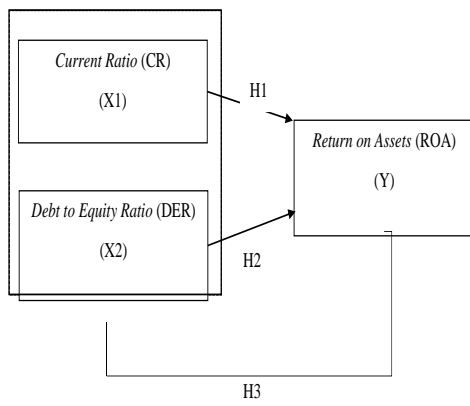 Current Ratio (CR)
(X1)
H1
Return on Assets (ROA)
(Y)
Debt to Equity Ratio (DER)
(X2)
H2
H3